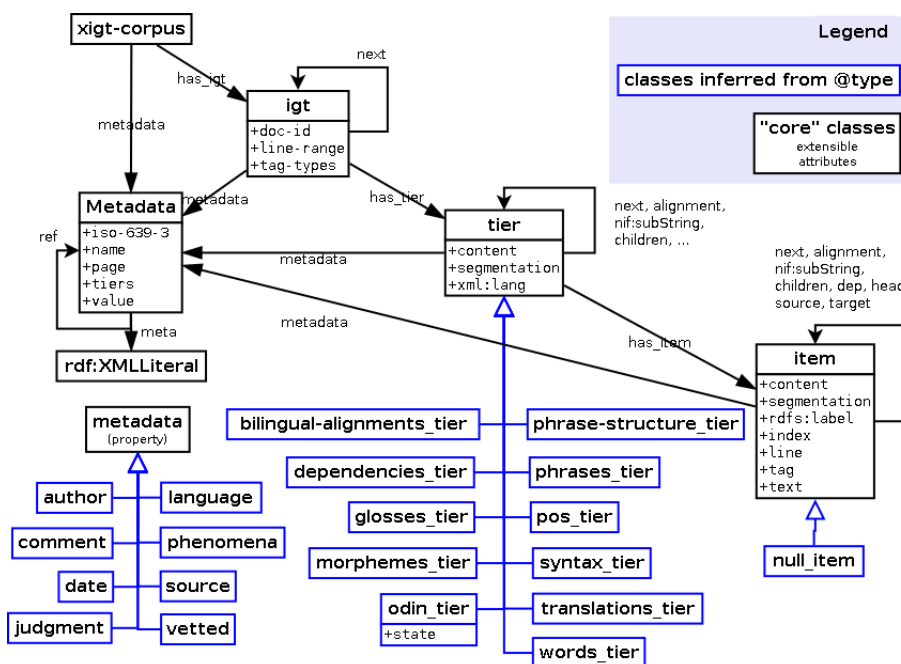 xigt-corpus
has_igt
next
metadata
igt
+doc-id
+line-range
+tag-types
metadata
has_tier
Legend
classes inferred from @type
"core" classes
extensible
attributes
Metadata
+iso-639-3
+name
+page
+tiers
+value
ref
meta
rdf:XMLLiteral
tier
+content
+segmentation
+xml:lang
metadata
next, alignment,
nif:subString,
children, ...
metadata
has_item
next, alignment,
nif:subString,
children, dep, head
source, target
item
+content
+segmentation
+rdfs:label
+index
+line
+tag
+text
null_item
metadata
(property)
author
language
comment
phenomena
date
source
judgment
vetted
bilingual-alignments_tier
phrase-structure_tier
dependencies_tier
phrases_tier
glosses_tier
pos_tier
morphemes_tier
syntax_tier
odin_tier
+state
translations_tier
words_tier